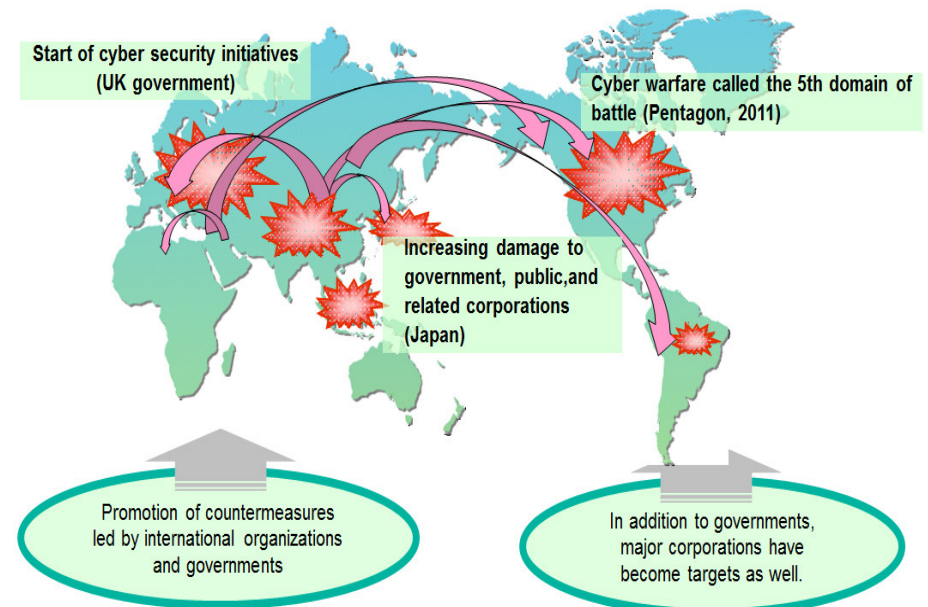 Start of cyber security initiatives
(UK government)
Cyber warfare called the 5th domain of
battle (Pentagon, 2011)
Increasing damage to
government, public,and
related corporations
(Japan)
Promotion of countermeasures
led by international organizations
and governments
In addition to governments,
major corporations have
become targets as well.